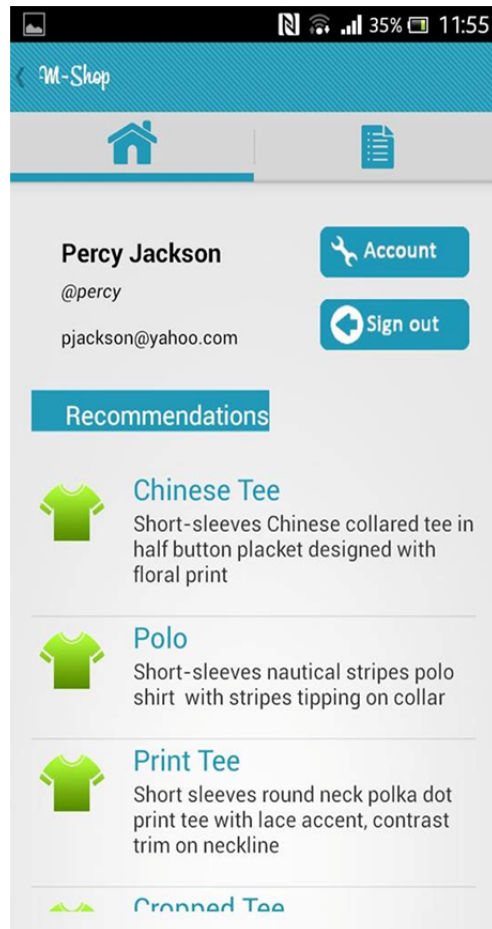 35% 11:55
M-Shop
Percy Jackson
Account
@percy
Sign out
pjackson@yahoo.com
Recommendations
Chinese Tee
Short-sleeves Chinese collared tee in
half button placket designed with
floral print
Polo
Short-sleeves nautical stripes polo
shirt with stripes tipping on collar
Print Tee
Short sleeves round neck polka dot
print tee with lace accent, contrast
trim on neckline
Cropped Tee